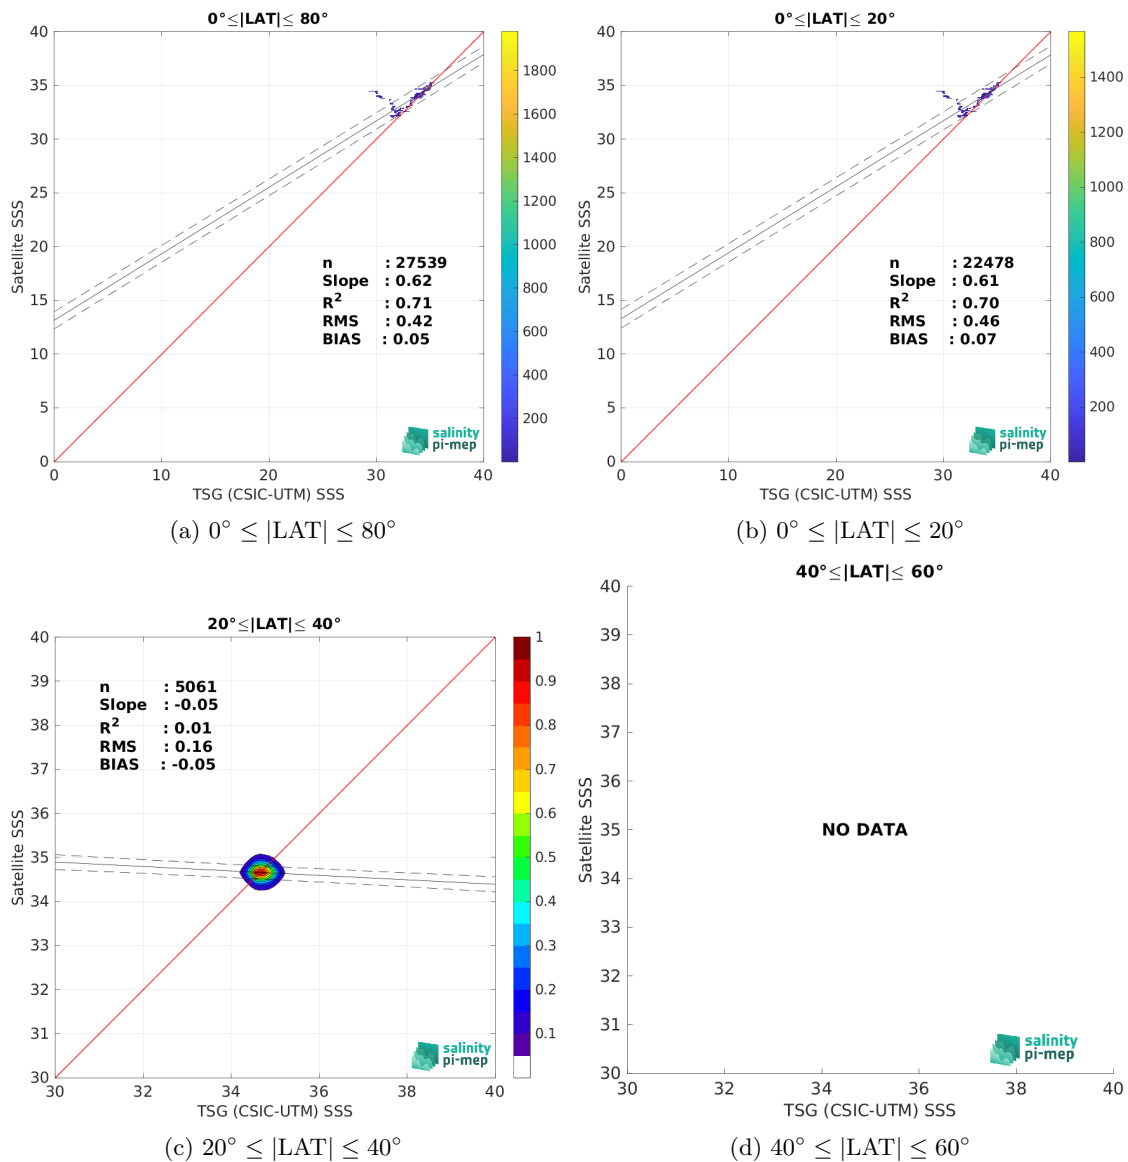 0°≤|LAT|≤ 80°
40
35
30
25
20
15
10
5
0
0
10
20
30
40
Satellite SSS
TSG (CSIC-UTM) SSS
n : 27539
Slope : 0.62
R² : 0.71
RMS : 0.42
BIAS : 0.05
salinity
pi-mep
1800
1600
1400
1200
1000
800
600
400
200
(a) 0° ≤ |LAT| ≤ 80°
0°≤|LAT|≤ 20°
40
35
30
25
20
15
10
5
0
0
10
20
30
40
Satellite SSS
TSG (CSIC-UTM) SSS
n : 22478
Slope : 0.61
R² : 0.70
RMS : 0.46
BIAS : 0.07
salinity
pi-mep
1400
1200
1000
800
600
400
200
(b) 0° ≤ |LAT| ≤ 20°
20°≤|LAT|≤ 40°
40
39
38
37
36
35
34
33
32
31
30
30
32
34
36
38
40
Satellite SSS
TSG (CSIC-UTM) SSS
n : 5061
Slope : -0.05
R² : 0.01
RMS : 0.16
BIAS : -0.05
salinity
pi-mep
1
0.9
0.8
0.7
0.6
0.5
0.4
0.3
0.2
0.1
(c) 20° ≤ |LAT| ≤ 40°
40°≤|LAT|≤ 60°
40
39
38
37
36
35
34
33
32
31
30
30
32
34
36
38
40
Satellite SSS
TSG (CSIC-UTM) SSS
NO DATA
salinity
pi-mep
(d) 40° ≤ |LAT| ≤ 60°